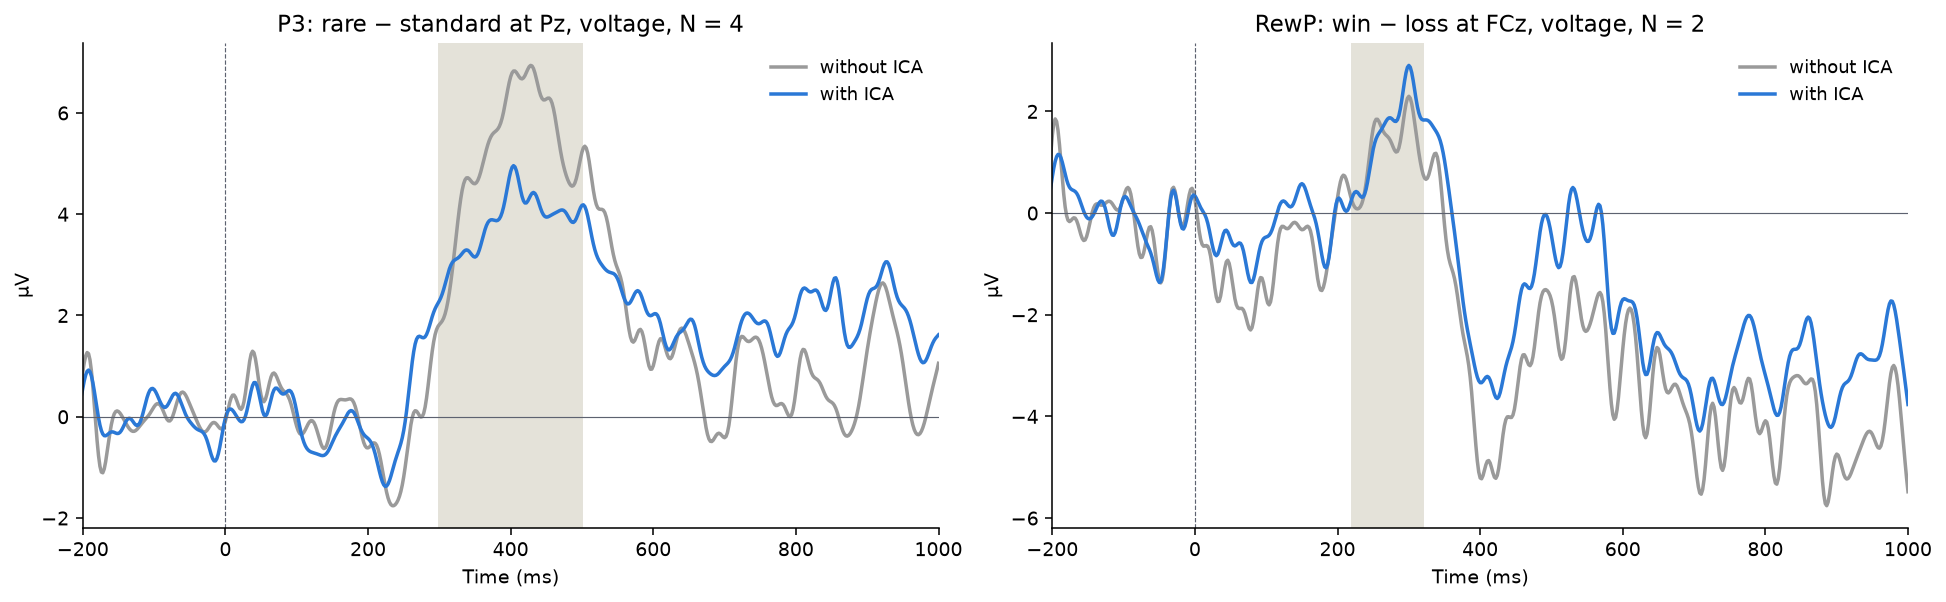 P3: rare − standard at Pz, voltage, N = 4
without ICA
with ICA
6
4
2
0
−2
µV
−200 0 200 400 600 800 1000
Time (ms)
RewP: win − loss at FCz, voltage, N = 2
without ICA
with ICA
2
0
−2
−4
−6
µV
−200 0 200 400 600 800 1000
Time (ms)